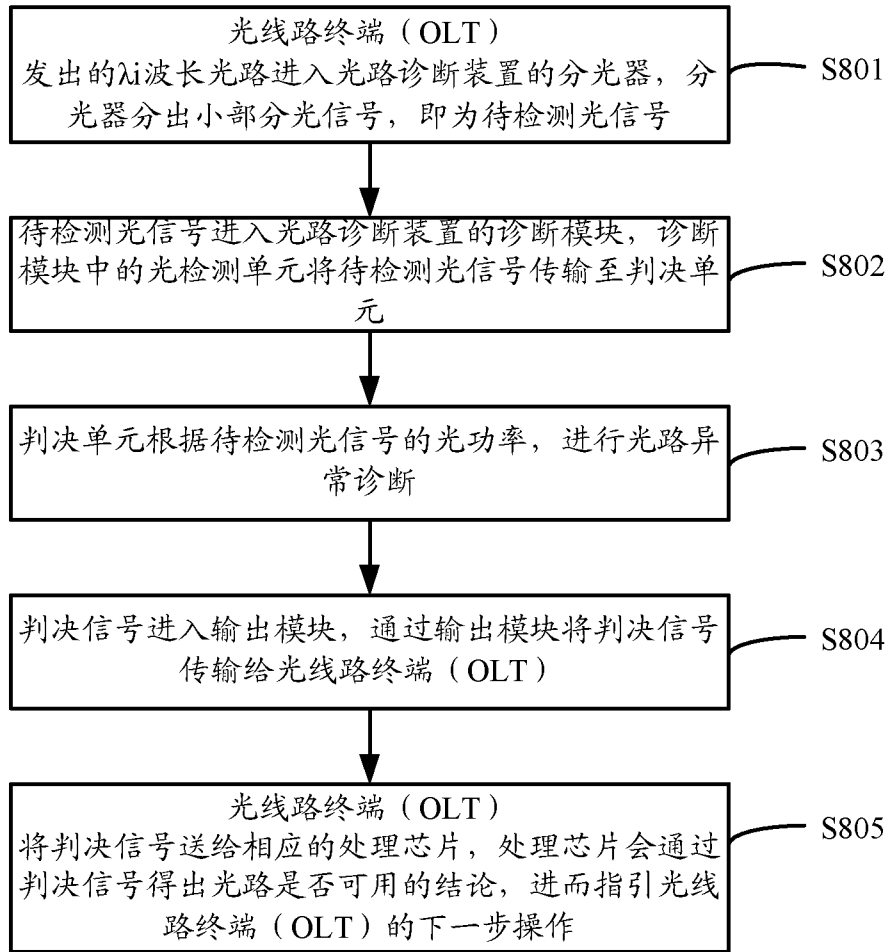 光线路终端（OLT）
发出的λi波长光路进入光路诊断装置的分光器，分
光器分出小部分光信号，即为待检测光信号
S801
待检测光信号进入光路诊断装置的诊断模块，诊断
模块中的光检测单元将待检测光信号传输至判决单
元
S802
判决单元根据待检测光信号的光功率，进行光路异
常诊断
S803
判决信号进入输出模块，通过输出模块将判决信号
传输给光线路终端（OLT）
S804
光线路终端（OLT）
将判决信号送给相应的处理芯片，处理芯片会通过
判决信号得出光路是否可用的结论，进而指引光线
路终端（OLT）的下一步操作
S805